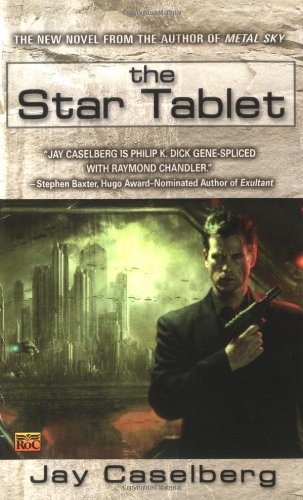 THE NEW NOVEL FROM THE AUTHOR OF METAL SKY
the
Star Tablet
"JAY CASELBERG IS PHILIP K. DICK GENE-SPLICED
WITH RAYMOND CHANDLER."
—Stephen Baxter, Hugo Award–Nominated Author of Exultant
ROC
Jay Caselberg